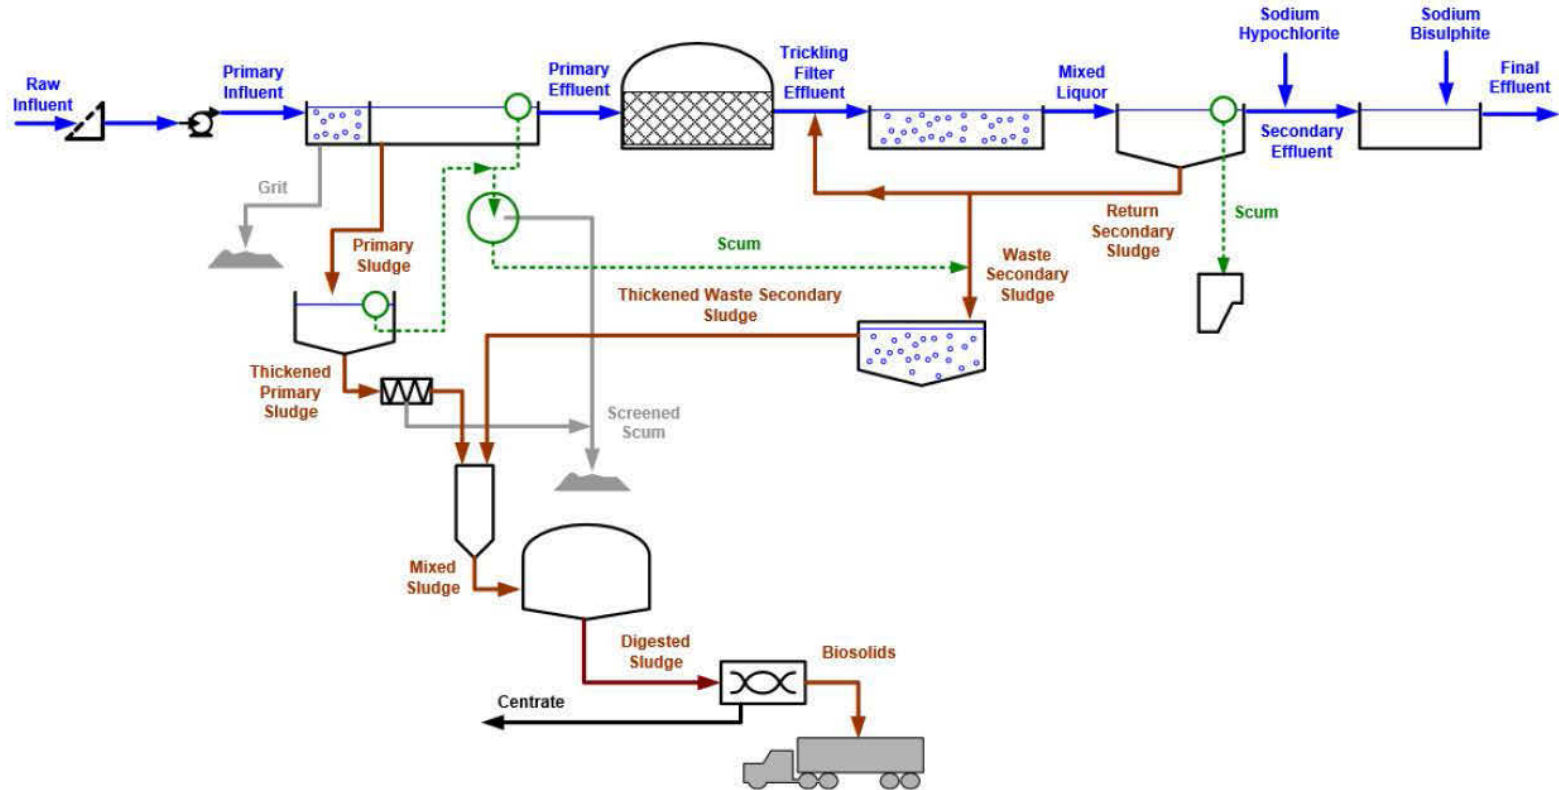 Raw
Influent
Primary
Influent
Primary
Effluent
Trickling
Filter
Effluent
Mixed
Liquor
Sodium
Hypochlorite
Sodium
Bisulphite
Final
Effluent
Secondary
Effluent
Grit
Primary
Sludge
Scum
Return
Secondary
Sludge
Scum
Waste
Secondary
Sludge
Thickened Waste Secondary
Sludge
Thickened
Primary
Sludge
Screened
Scum
Mixed
Sludge
Digested
Sludge
Biosolids
Centrate